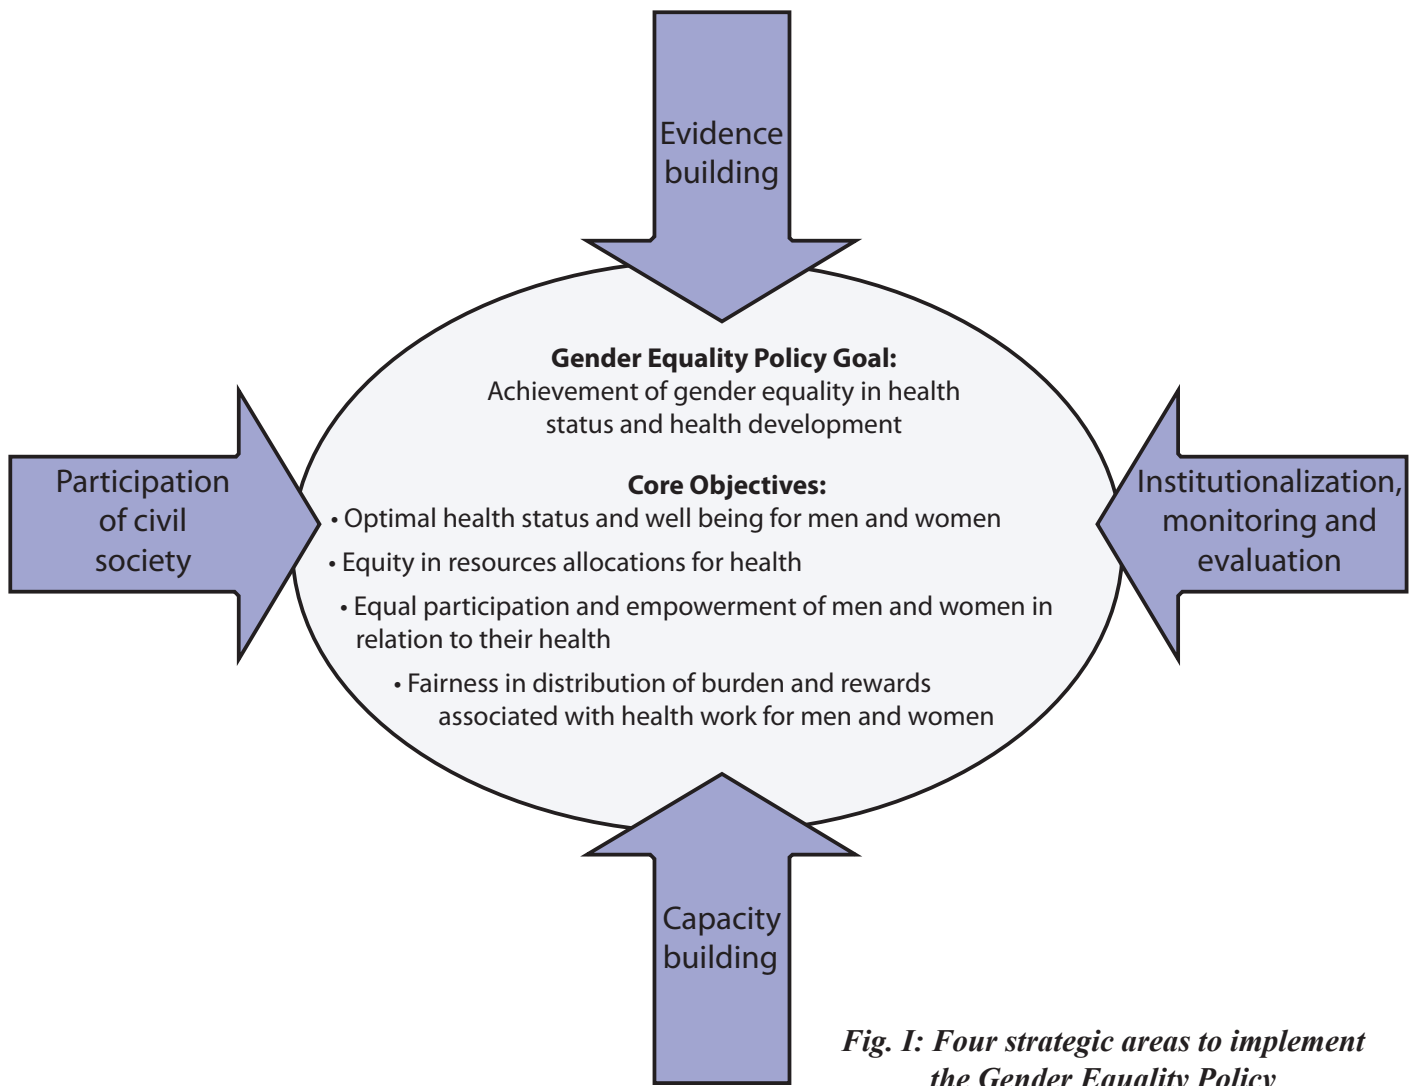 Evidence
building
Gender Equality Policy Goal:
Achievement of gender equality in health
status and health development
Participation
of civil
society
Core Objectives:
• Optimal health status and well being for men and women
• Equity in resources allocations for health
• Equal participation and empowerment of men and women in
relation to their health
• Fairness in distribution of burden and rewards
associated with health work for men and women
Institutionalization,
monitoring and
evaluation
Capacity
building
Fig. I: Four strategic areas to implement
the Gender Equality Policy